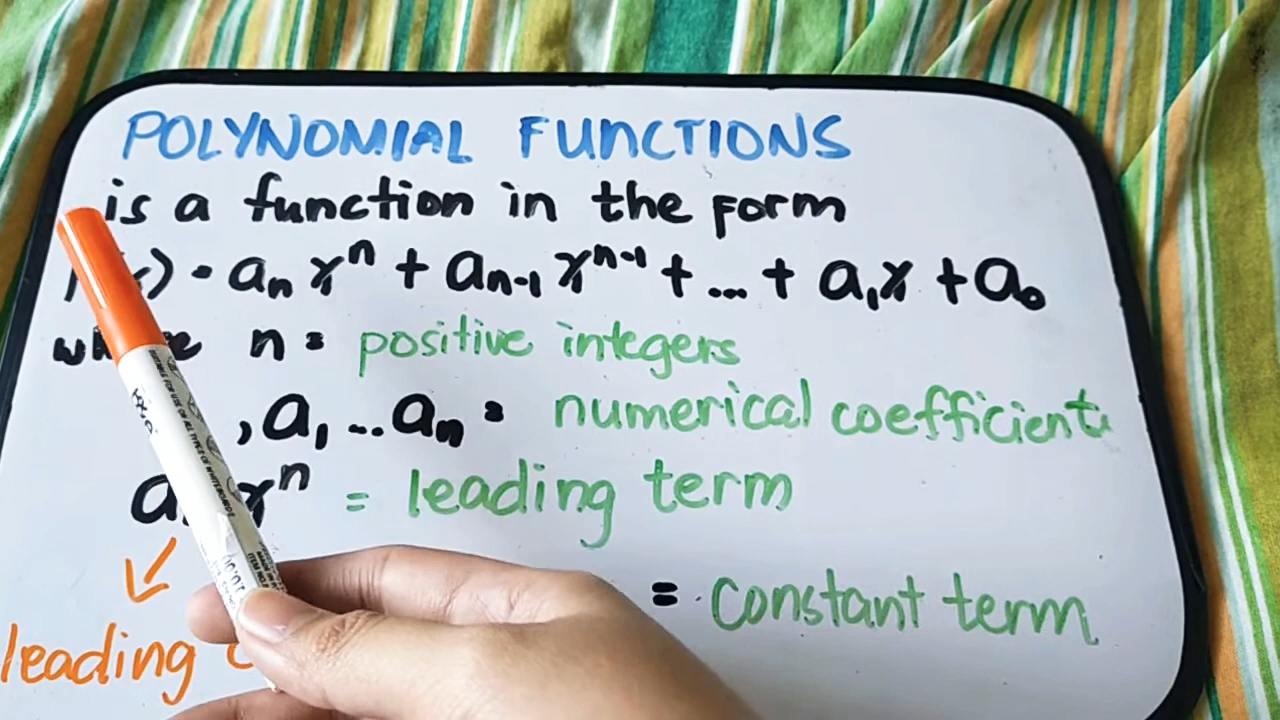 POLYNOMIAL FUNCTIONS
is a function in the form
= aₙxⁿ + aₙ₋₁xⁿ⁻¹ + ... + a₁x + a₀
n = positive integers
, a₁ ... aₙ = numerical coefficient
xⁿ = leading term
= constant term
leading